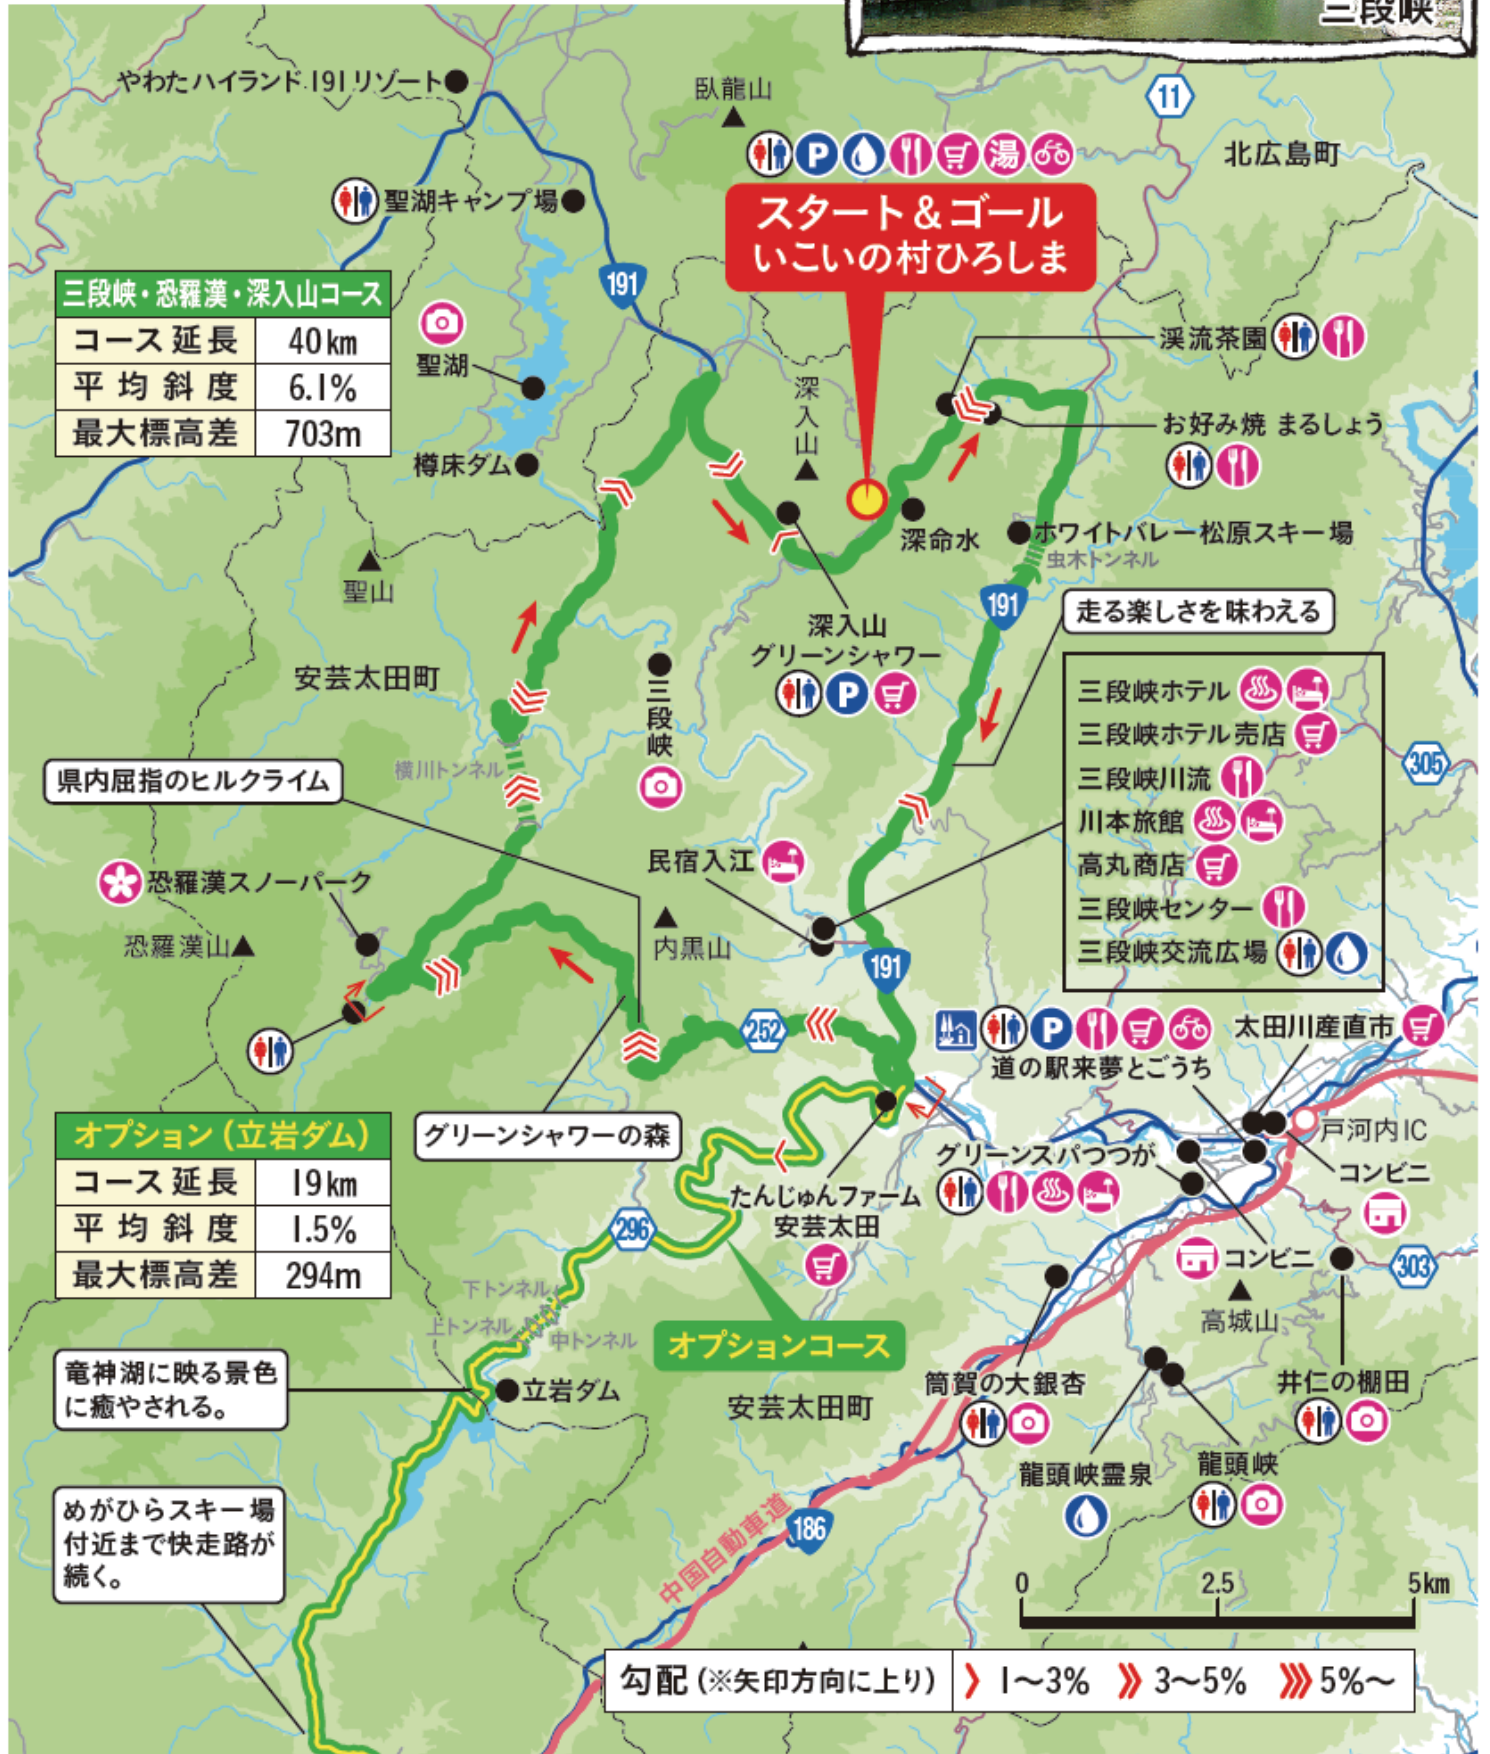 三段峡
やわたハイランド191リゾート
臥龍山
11
北広島町
P
湯
聖湖キャンプ場
スタート&ゴール
いこいの村ひろしま
191
三段峡・恐羅漢・深入山コース
コース延長 40km
平均斜度 6.1%
最大標高差 703m
聖湖
渓流茶園
深入山
お好み焼 まるしょう
樽床ダム
深命水
ホワイトバレー松原スキー場
虫木トンネル
聖山
191
走る楽しさを味わえる
深入山
グリーンシャワー
P
安芸太田町
三段峡
三段峡ホテル
三段峡ホテル売店
三段峡川流
川本旅館
高丸商店
三段峡センター
三段峡交流広場
305
横川トンネル
県内屈指のヒルクライム
民宿入江
恐羅漢スノーパーク
恐羅漢山
内黒山
191
252
P
太田川産直市
道の駅来夢とごうち
オプション(立岩ダム)
コース延長 19km
平均斜度 1.5%
最大標高差 294m
グリーンシャワーの森
戸河内IC
グリーンスパつつが
コンビニ
たんじゅんファーム
安芸太田
296
コンビニ
303
高城山
下トンネル
上トンネル
中トンネル
オプションコース
竜神湖に映る景色
に癒やされる。
立岩ダム
安芸太田町
筒賀の大銀杏
井仁の棚田
龍頭峡霊泉
龍頭峡
めがひらスキー場
付近まで快走路が
続く。
中国自動車道
186
0 2.5 5km
勾配(※矢印方向に上り) 1〜3% 3〜5% 5%〜